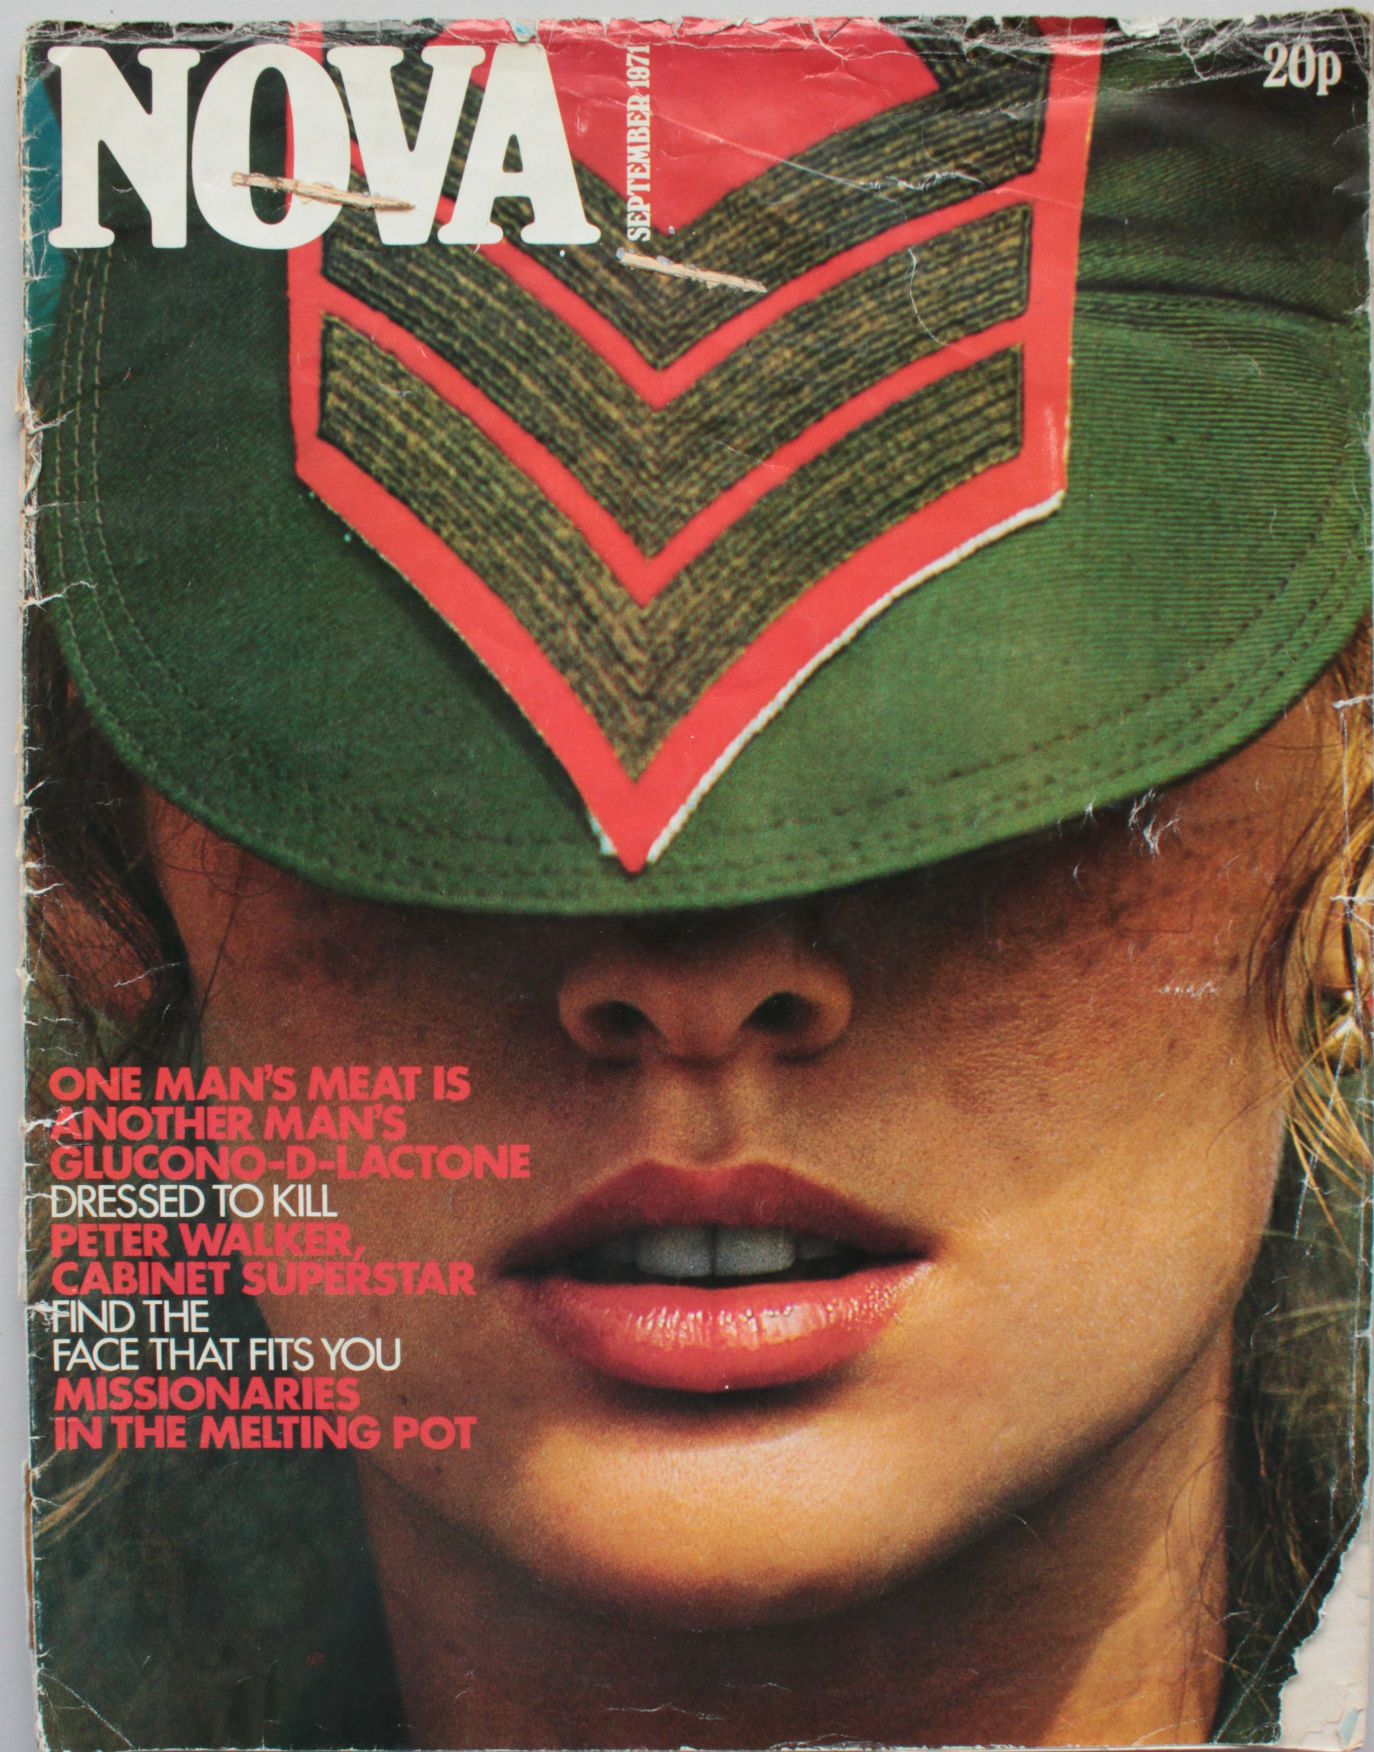 NOVA
SEPTEMBER 1971
20p
ONE MAN'S MEAT IS
ANOTHER MAN'S
GLUCONO-D-LACTONE
DRESSED TO KILL
PETER WALKER,
CABINET SUPERSTAR
FIND THE
FACE THAT FITS YOU
MISSIONARIES
IN THE MELTING POT